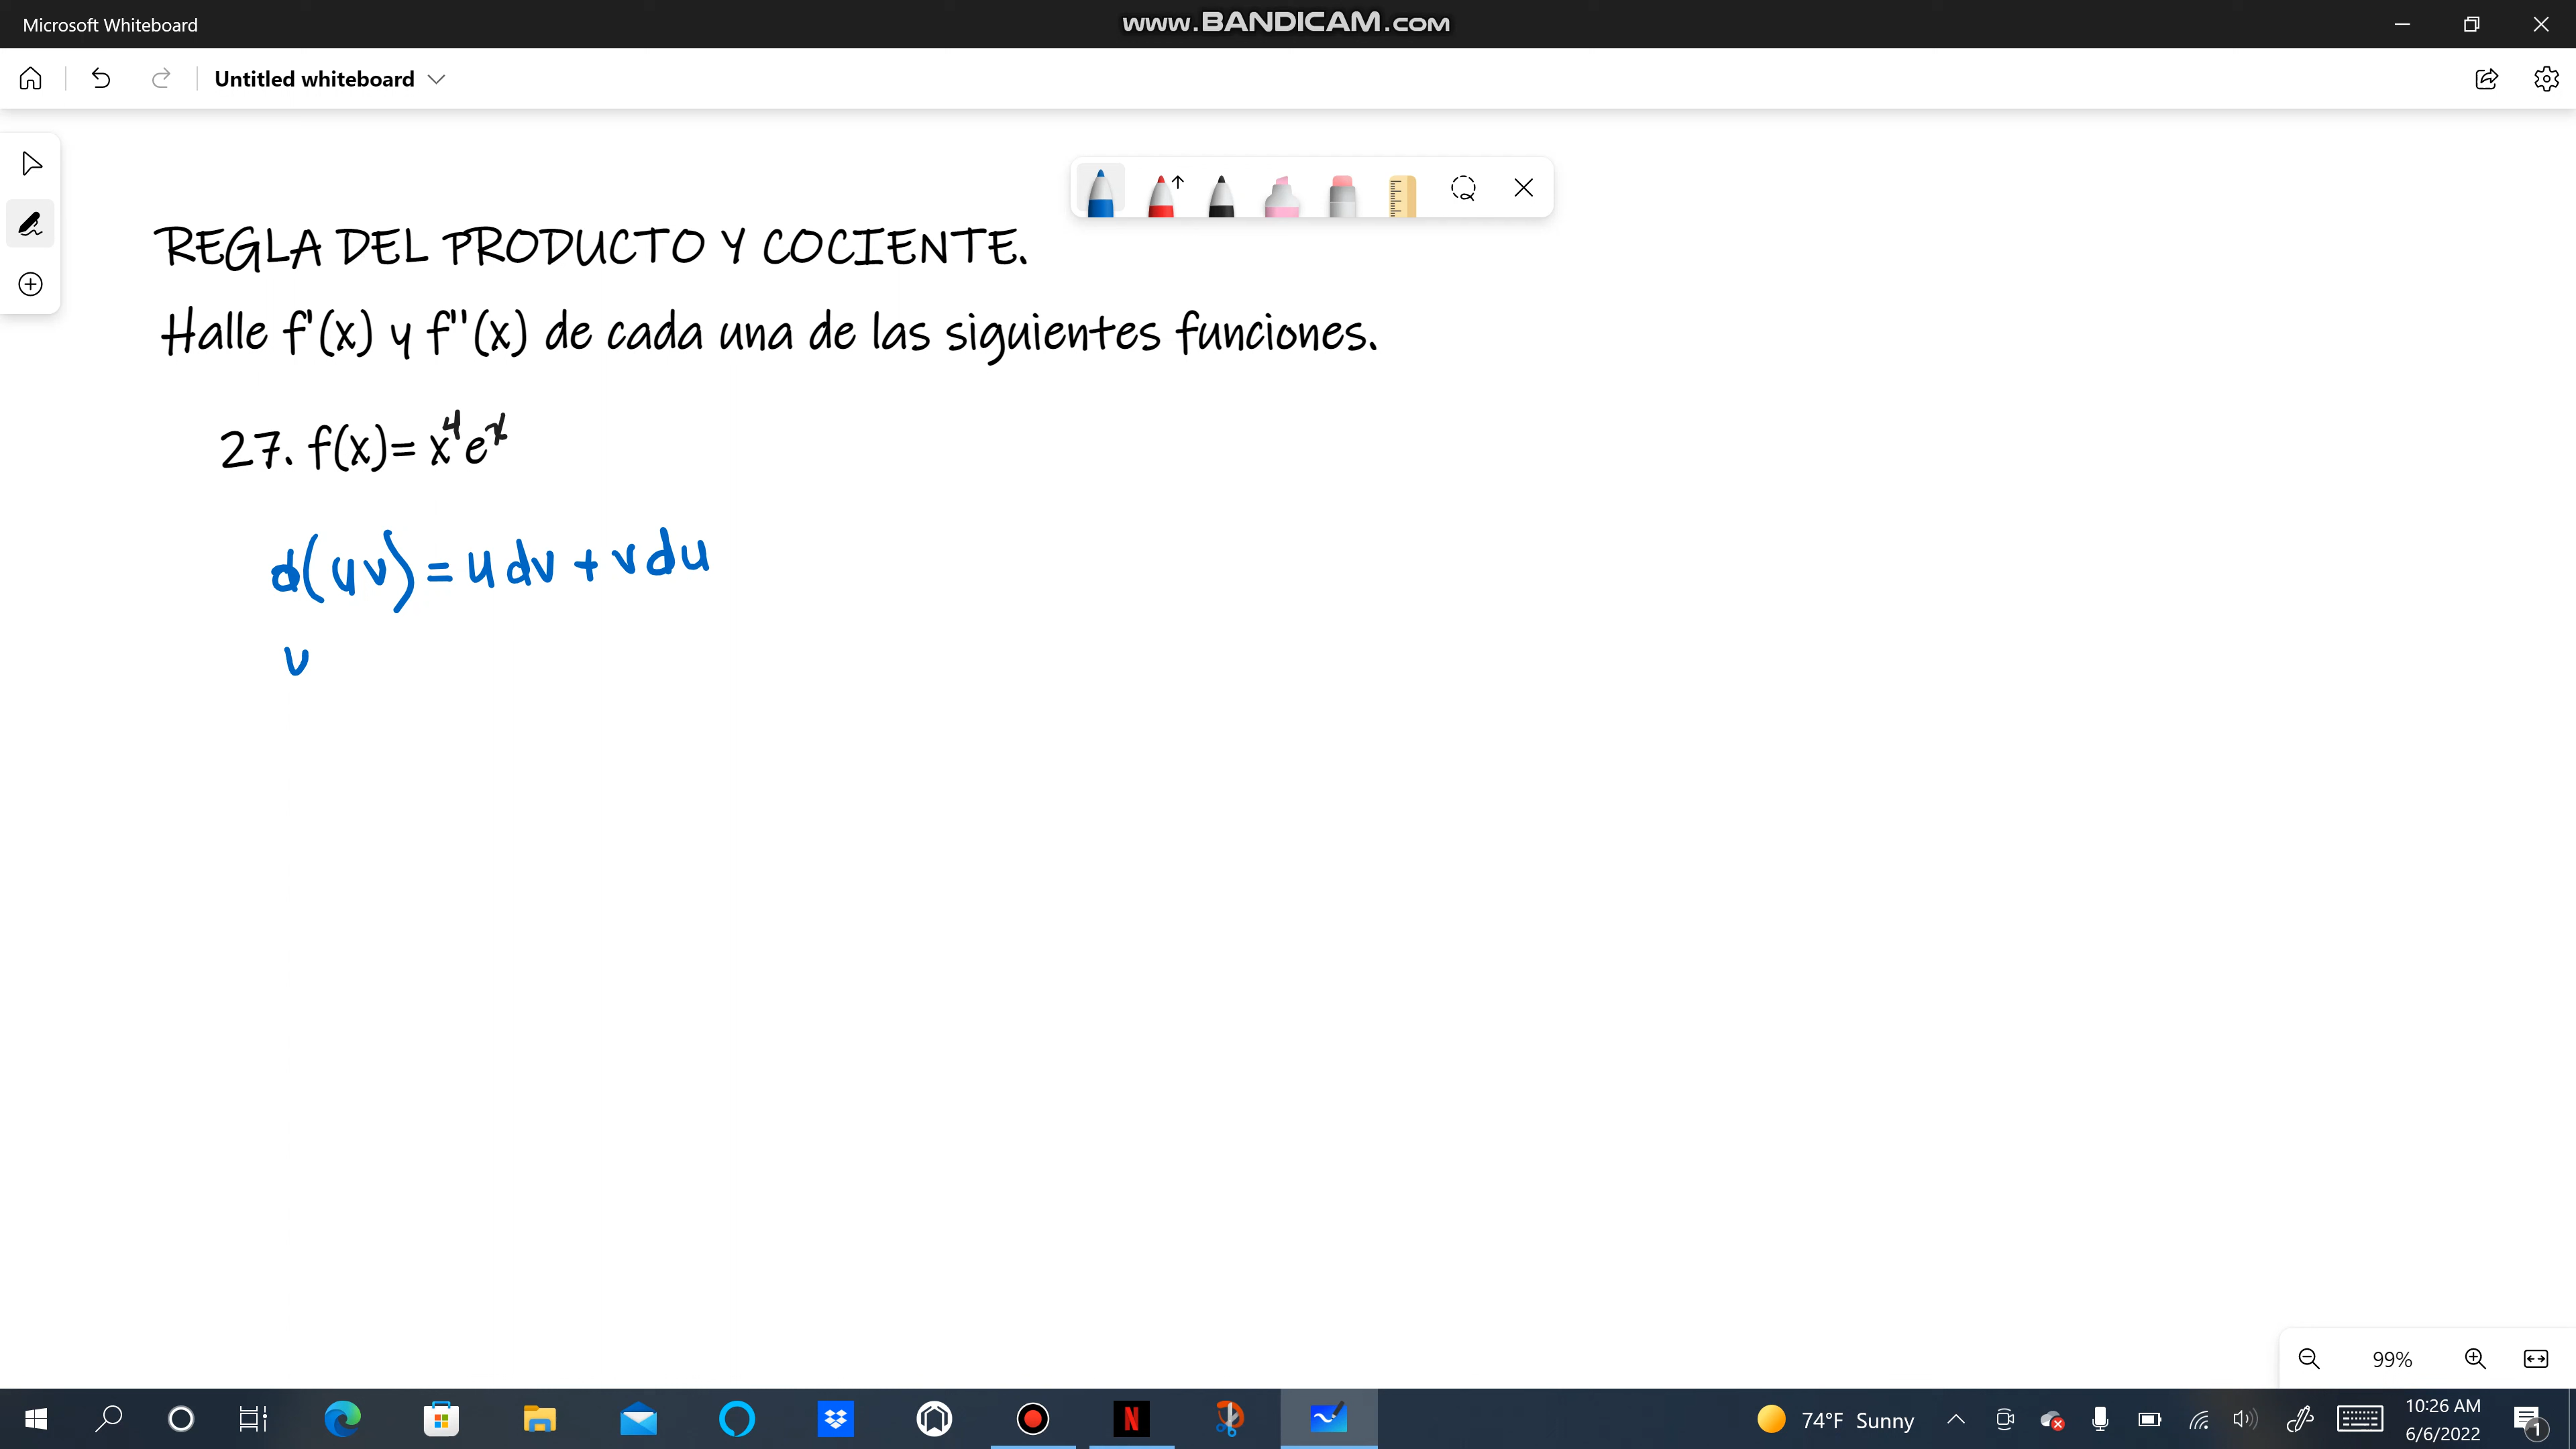 Microsoft Whiteboard
www.BANDICAM.com
Untitled whiteboard
REGLA DEL PRODUCTO Y COCIENTE.
Halle f'(x) y f''(x) de cada una de las siguientes funciones.
27. f(x)= x⁴eˣ
d(uv) = u dv + v du
u
99%
74°F Sunny
10:26 AM
6/6/2022
1